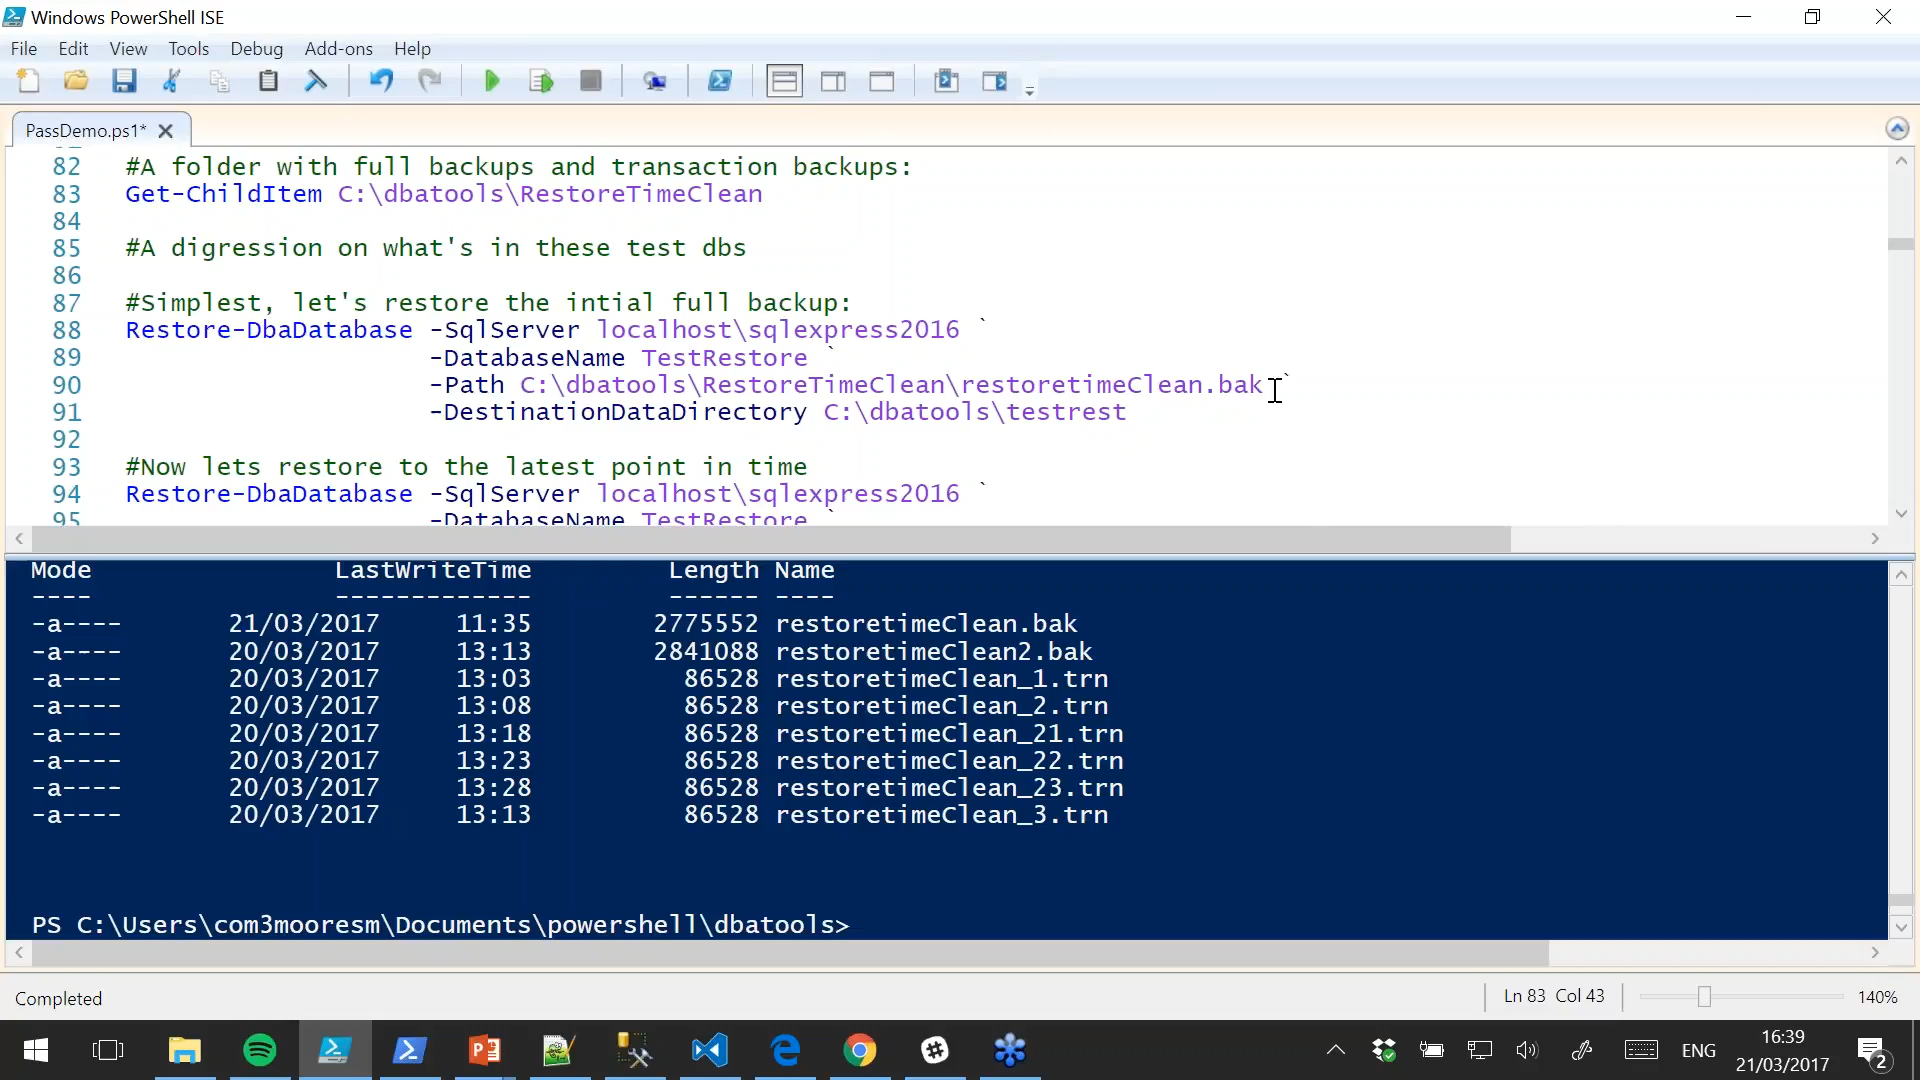 Windows PowerShell ISE
File Edit View Tools Debug Add-ons Help
PassDemo.ps1*
82 #A folder with full backups and transaction backups:
83 Get-ChildItem C:\dbatools\RestoreTimeClean
84
85 #A digression on what's in these test dbs
86
87 #Simplest, let's restore the intial full backup:
88 Restore-DbaDatabase -SqlServer localhost\sqlexpress2016 `
89 -DatabaseName TestRestore `
90 -Path C:\dbatools\RestoreTimeClean\restoretimeClean.bak `
91 -DestinationDataDirectory C:\dbatools\testrest
92
93 #Now lets restore to the latest point in time
94 Restore-DbaDatabase -SqlServer localhost\sqlexpress2016 `
95 -DatabaseName TestRestore `
Mode LastWriteTime Length Name
---- ------------- ------ ----
-a---- 21/03/2017 11:35 2775552 restoretimeClean.bak
-a---- 20/03/2017 13:13 2841088 restoretimeClean2.bak
-a---- 20/03/2017 13:03 86528 restoretimeClean_1.trn
-a---- 20/03/2017 13:08 86528 restoretimeClean_2.trn
-a---- 20/03/2017 13:18 86528 restoretimeClean_21.trn
-a---- 20/03/2017 13:23 86528 restoretimeClean_22.trn
-a---- 20/03/2017 13:28 86528 restoretimeClean_23.trn
-a---- 20/03/2017 13:13 86528 restoretimeClean_3.trn
PS C:\Users\com3mooresm\Documents\powershell\dbatools>
Completed
Ln 83 Col 43
140%
ENG
16:39
21/03/2017
2